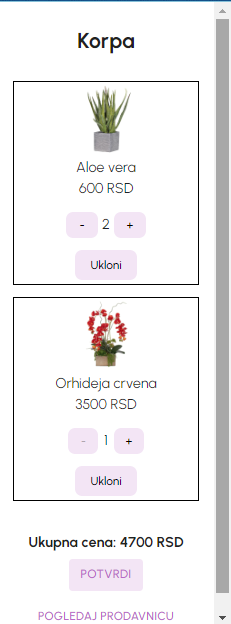 Korpa
Aloe vera
600 RSD
- 2 +
Ukloni
Orhideja crvena
3500 RSD
- 1 +
Ukloni
Ukupna cena: 4700 RSD
POTVRDI
POGLEDAJ PRODAVNICU